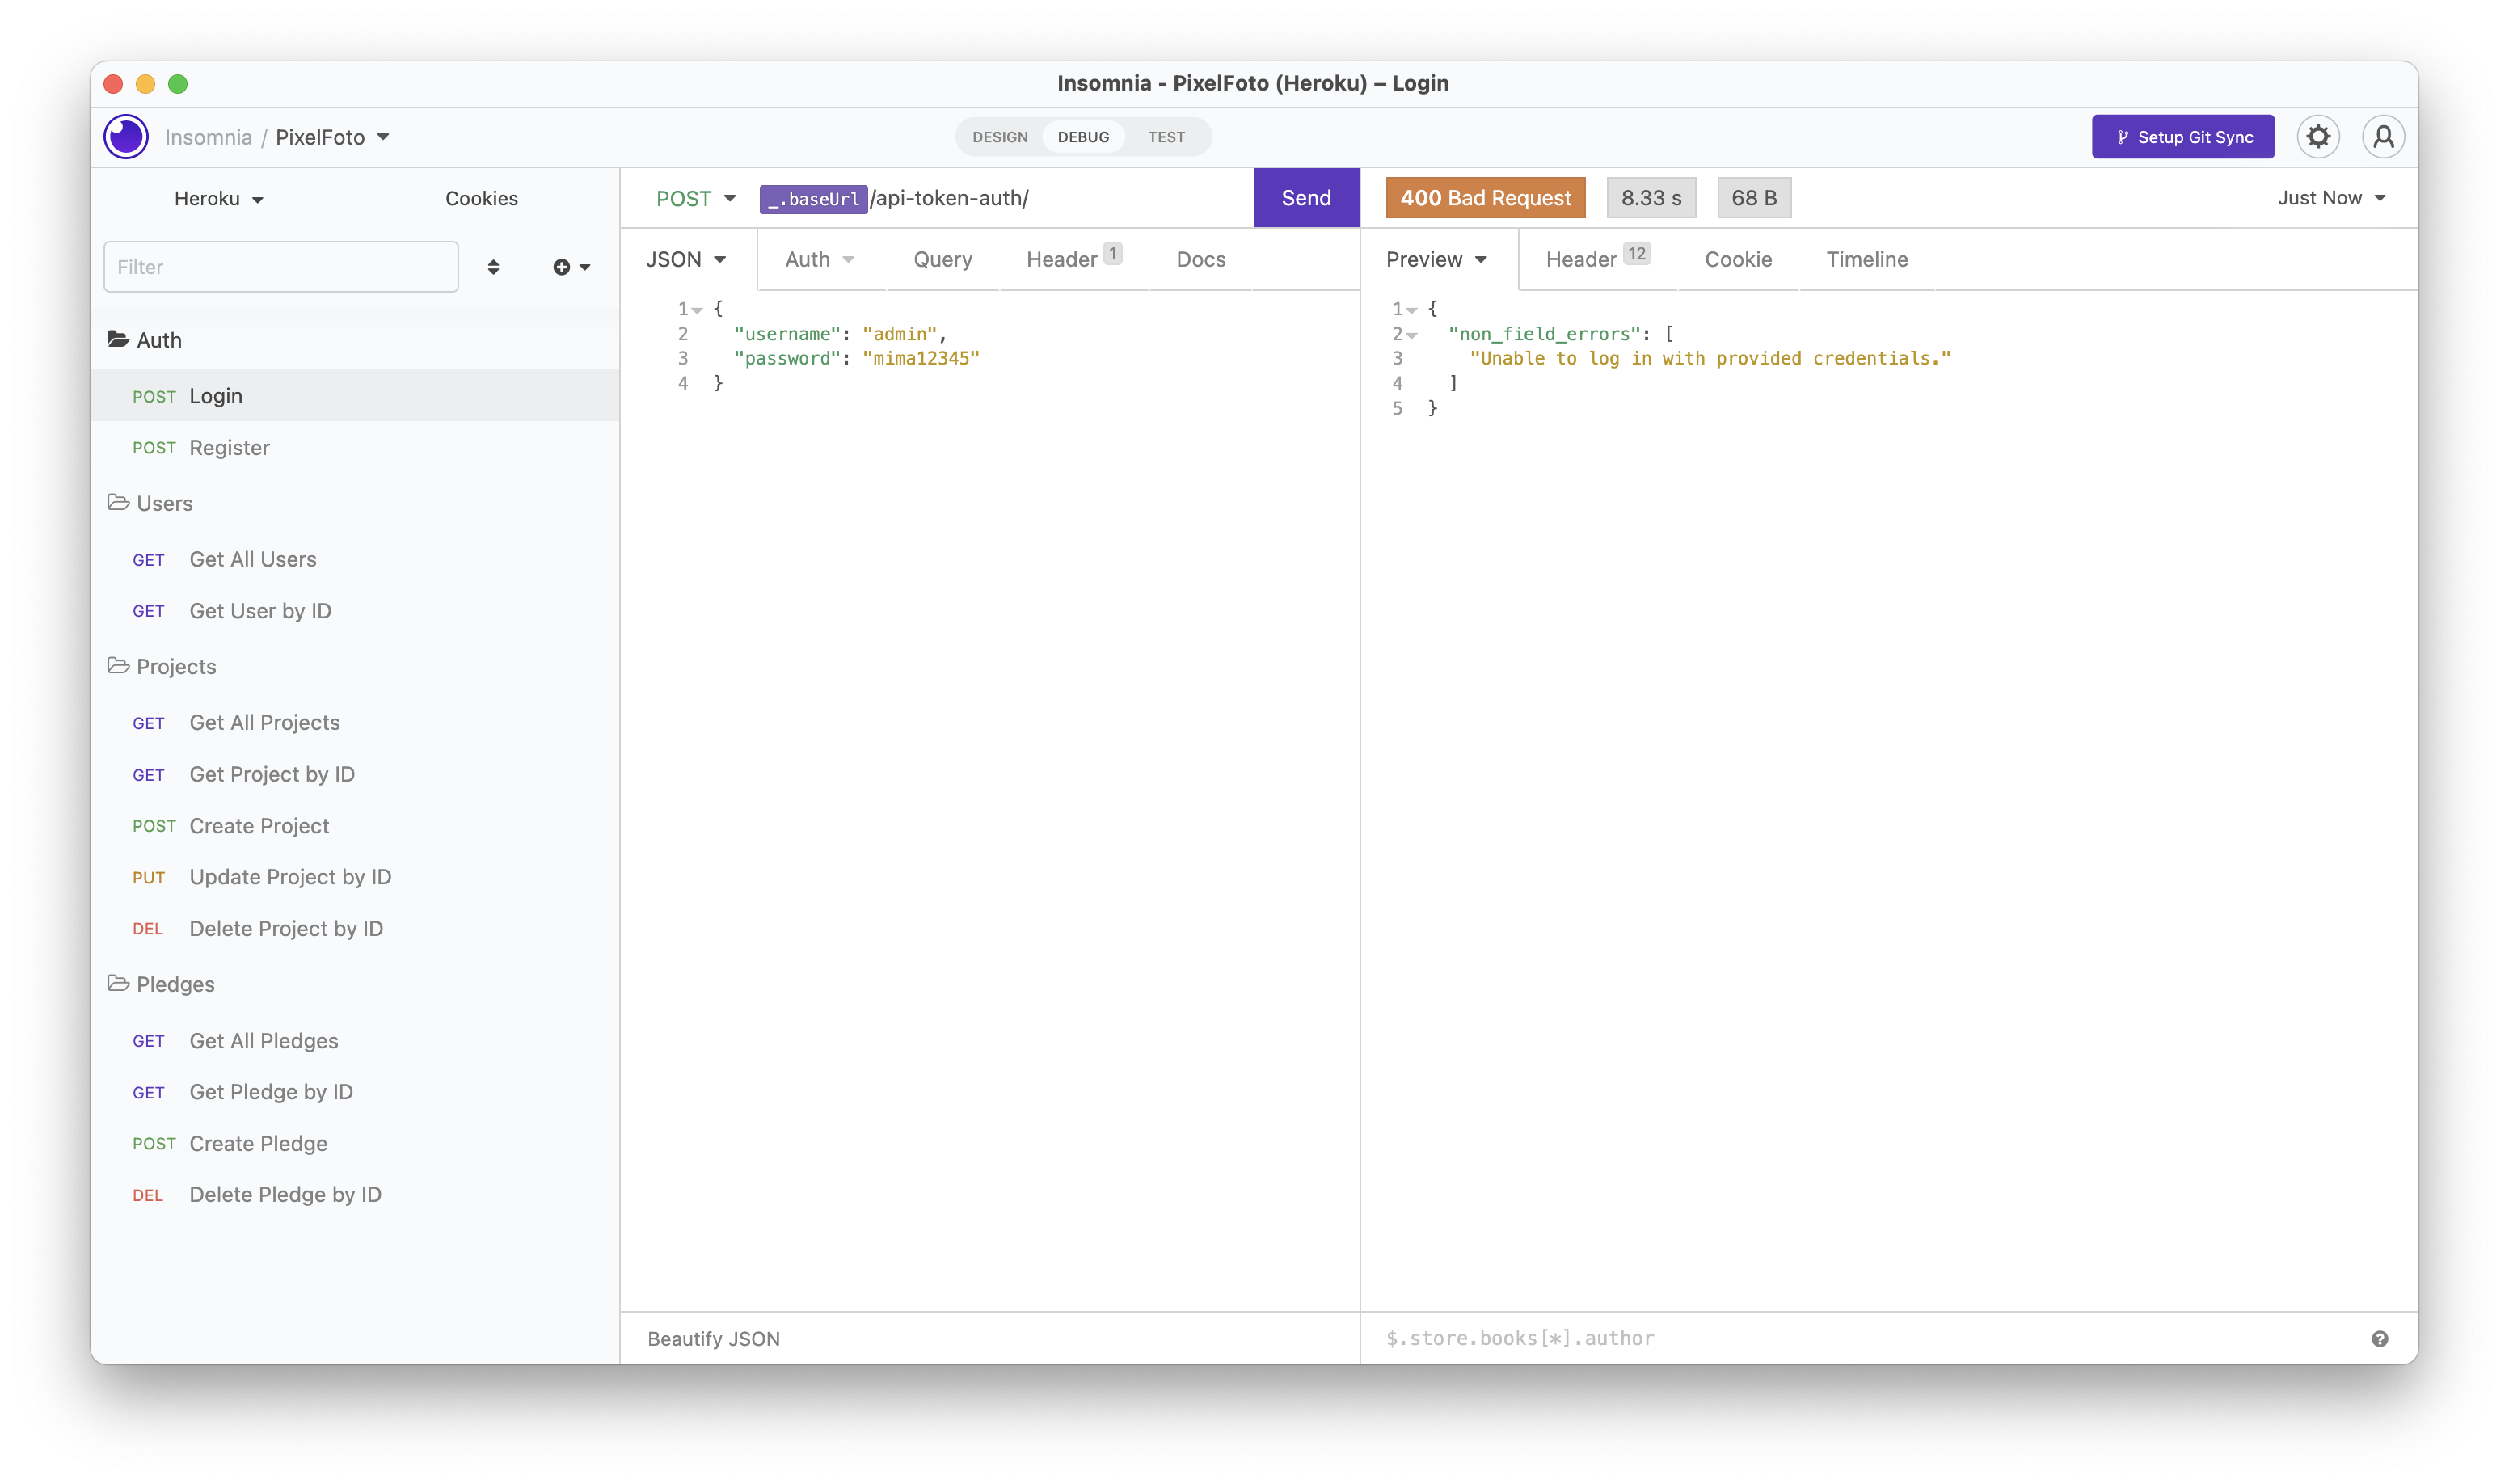 Insomnia - PixelFoto (Heroku) – Login
Insomnia / PixelFoto
DESIGN DEBUG TEST
Setup Git Sync
Heroku Cookies
Filter
Auth
POST Login
POST Register
Users
GET Get All Users
GET Get User by ID
Projects
GET Get All Projects
GET Get Project by ID
POST Create Project
PUT Update Project by ID
DEL Delete Project by ID
Pledges
GET Get All Pledges
GET Get Pledge by ID
POST Create Pledge
DEL Delete Pledge by ID
POST _.baseUrl/api-token-auth/ Send
JSON Auth Query Header 1 Docs
1 {
2 "username": "admin",
3 "password": "mima12345"
4 }
Beautify JSON
400 Bad Request 8.33 s 68 B Just Now
Preview Header 12 Cookie Timeline
1 {
2 "non_field_errors": [
3 "Unable to log in with provided credentials."
4 ]
5 }
$.store.books[*].author